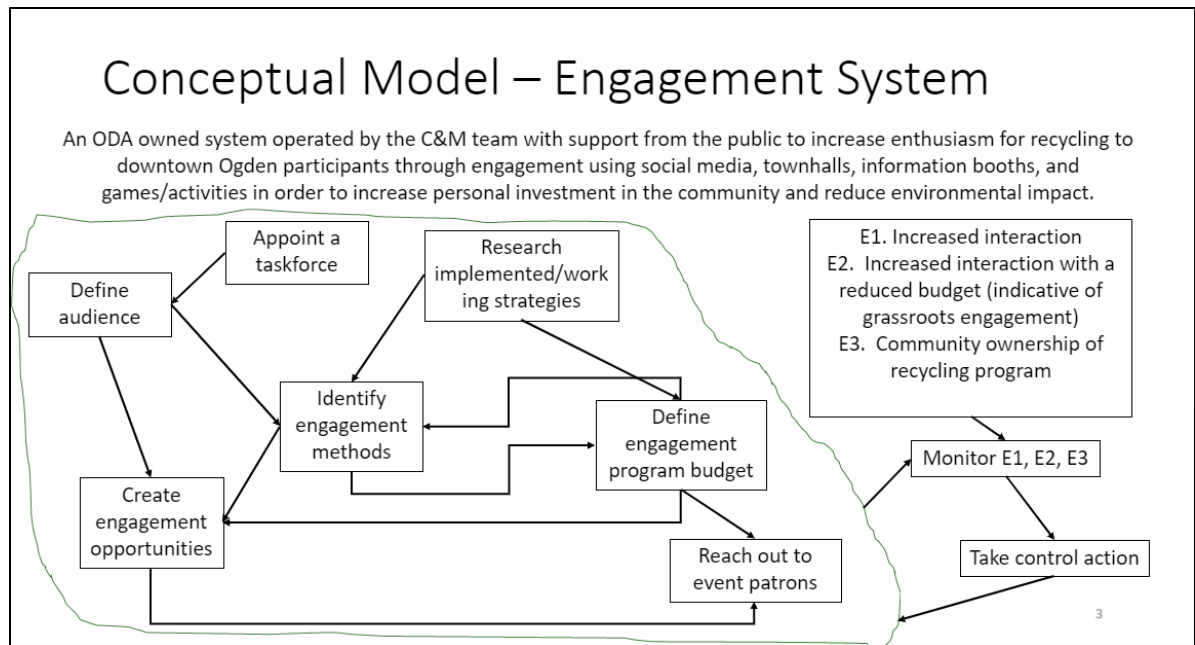 Conceptual Model – Engagement System
An ODA owned system operated by the C&M team with support from the public to increase enthusiasm for recycling to
downtown Ogden participants through engagement using social media, townhalls, information booths, and
games/activities in order to increase personal investment in the community and reduce environmental impact.
Appoint a
taskforce
Research
implemented/work
ing strategies
Define
audience
Identify
engagement
methods
Define
engagement
program budget
Create
engagement
opportunities
Reach out to
event patrons
E1. Increased interaction
E2. Increased interaction with a
reduced budget (indicative of
grassroots engagement)
E3. Community ownership of
recycling program
Monitor E1, E2, E3
Take control action
3